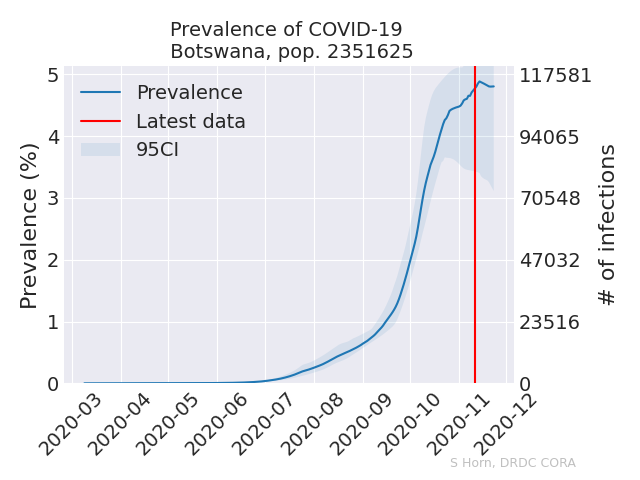 Prevalence of COVID-19
Botswana, pop. 2351625
Prevalence
Latest data
95CI
Prevalence (%)
5
4
3
2
1
0
117581
94065
70548
47032
23516
0
# of infections
2020-03
2020-04
2020-05
2020-06
2020-07
2020-08
2020-09
2020-10
2020-11
2020-12
S Horn, DRDC CORA